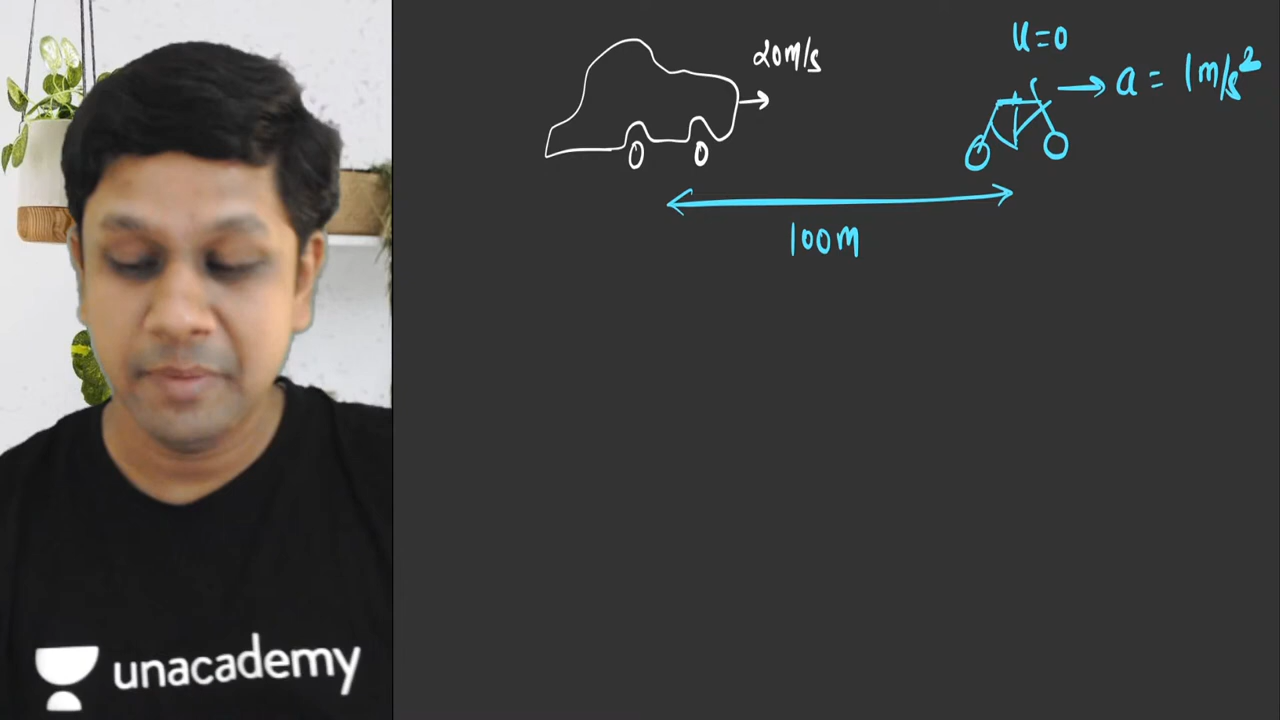 20m/s
u=0
a = 1m/s²
100m
unacademy